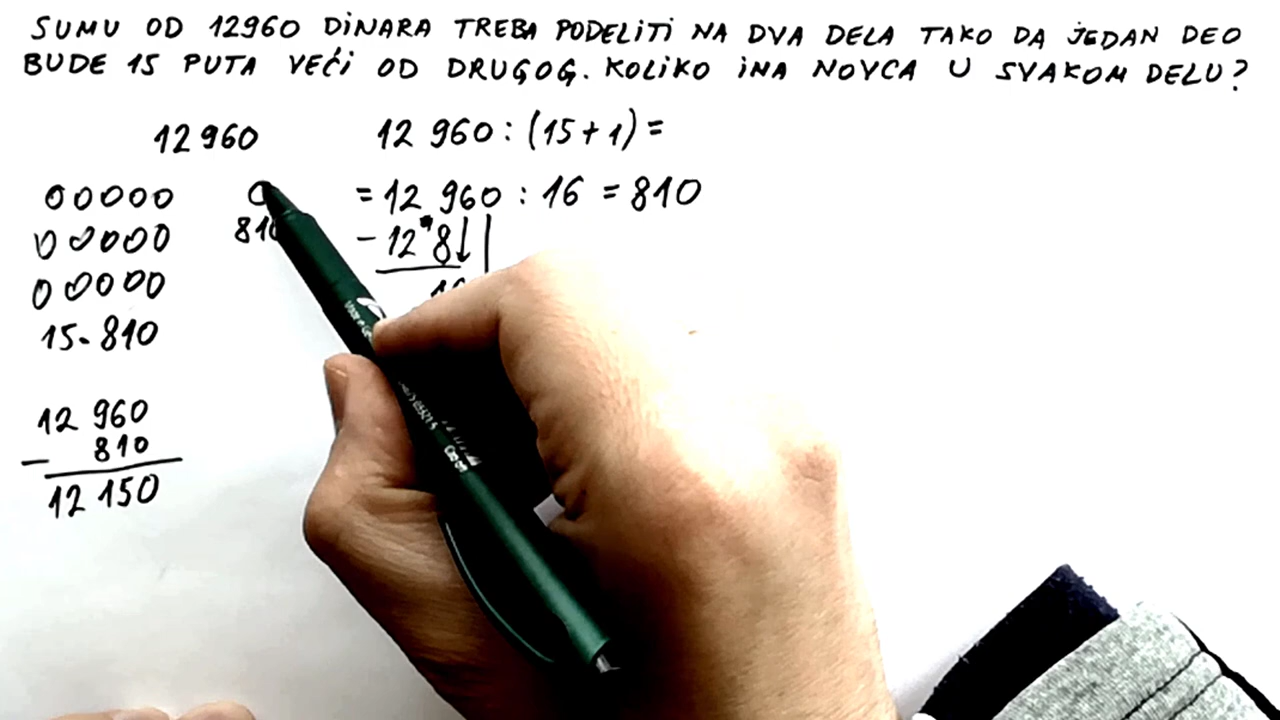 SUMU OD 12960 DINARA TREBA PODELITI NA DVA DELA TAKO DA JEDAN DEO
BUDE 15 PUTA VEĆI OD DRUGOG. KOLIKO IMA NOVCA U SVAKOM DELU?
12960
00000
00000
00000
15·810
12 960
- 810
12 150
12 960 : (15+1) =
= 12 960 : 16 = 810
- 12 8